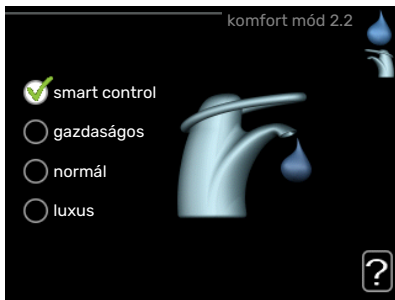 komfort mód 2.2
smart control
gazdaságos
normál
luxus
?